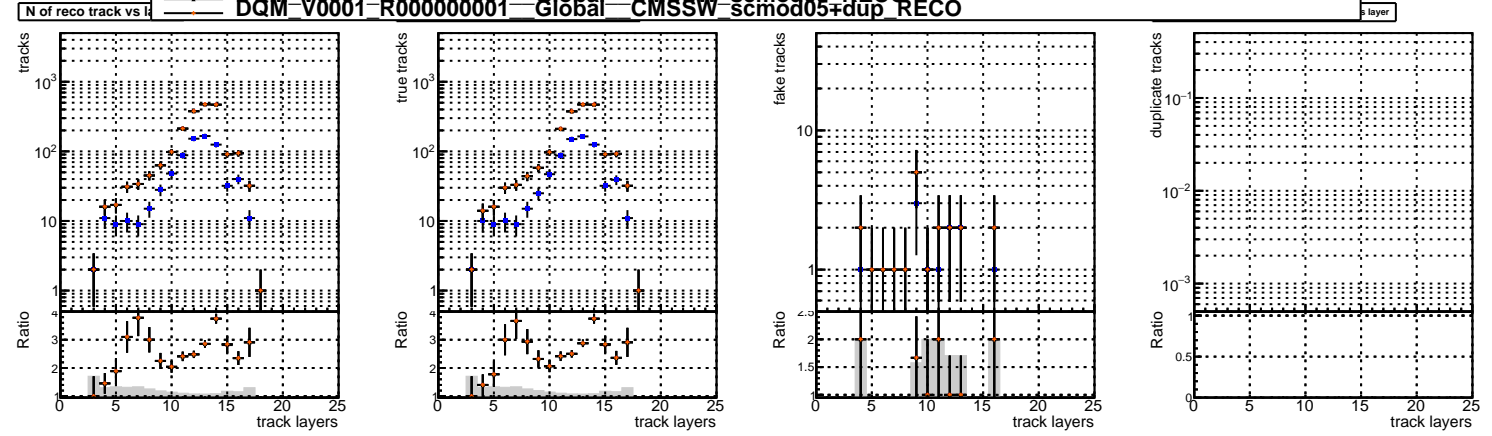 N of reco track vs la
DQM_V0001_R000000001__Global__CMSSW_scmod05+dup_RECO
s layer
tracks
10³
10²
10
1
Ratio
4
3
2
1
0 5 10 15 20 25
track layers
true tracks
10³
10²
10
1
Ratio
4
3
2
1
0 5 10 15 20 25
track layers
fake tracks
10
1
Ratio
2.5
2
1.5
1
0 5 10 15 20 25
track layers
duplicate tracks
10⁻¹
10⁻²
10⁻³
Ratio
1
0.5
0
0 5 10 15 20 25
track layers